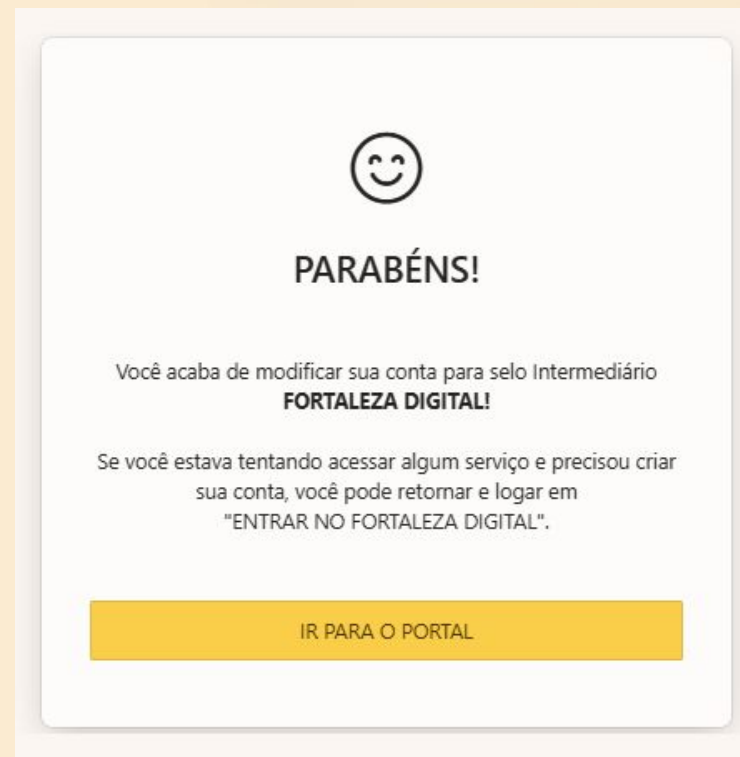 PARABÉNS!
Você acaba de modificar sua conta para selo Intermediário
FORTALEZA DIGITAL!
Se você estava tentando acessar algum serviço e precisou criar
sua conta, você pode retornar e logar em
"ENTRAR NO FORTALEZA DIGITAL".
IR PARA O PORTAL